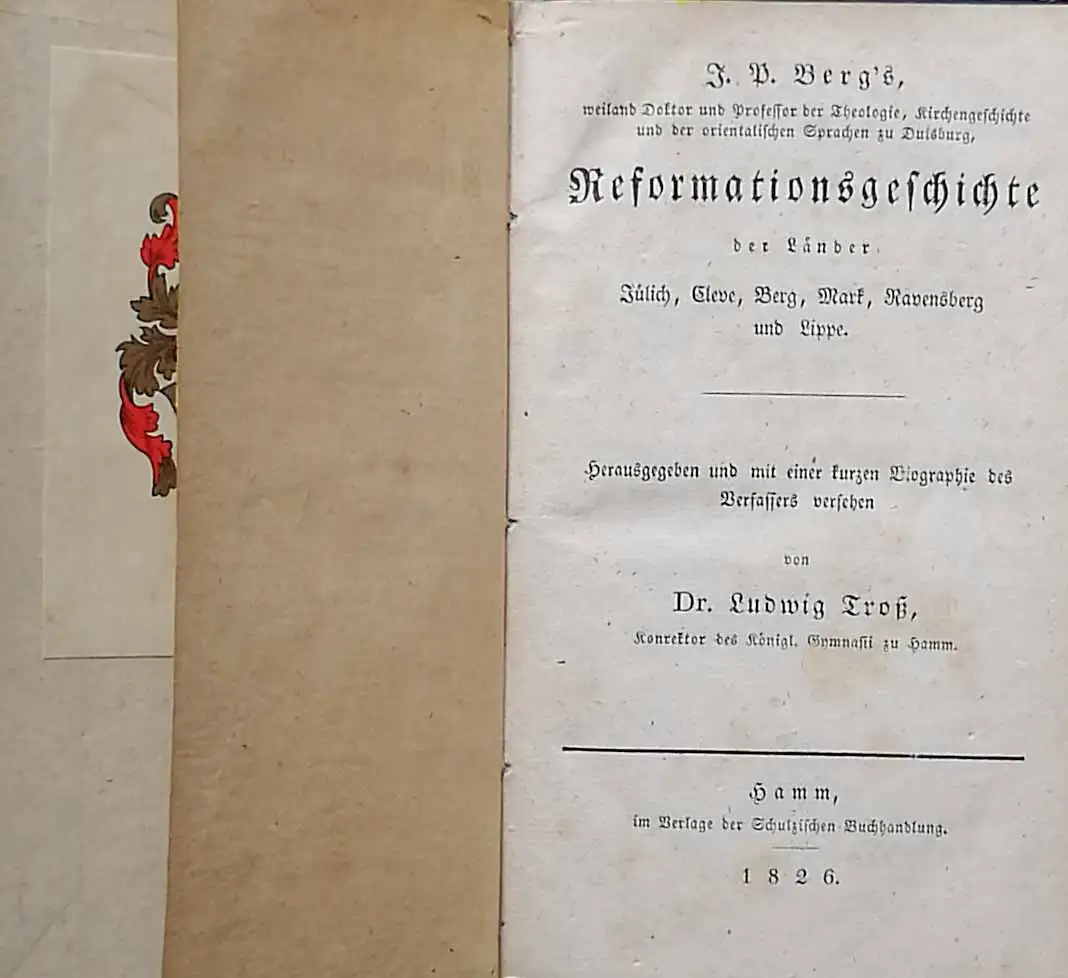 J. P. Berg's,
weiland Doktor und Professor der Theologie, Kirchengeschichte
und der orientalischen Sprachen zu Duisburg,
Reformationsgeschichte
der Länder
Jülich, Cleve, Berg, Mark, Ravensberg
und Lippe.
Herausgegeben und mit einer kurzen Biographie des
Verfassers versehen
von
Dr. Ludwig Troß,
Konrektor des Königl. Gymnasii zu Hamm.
Hamm,
im Verlage der Schulzischen Buchhandlung.
1826.